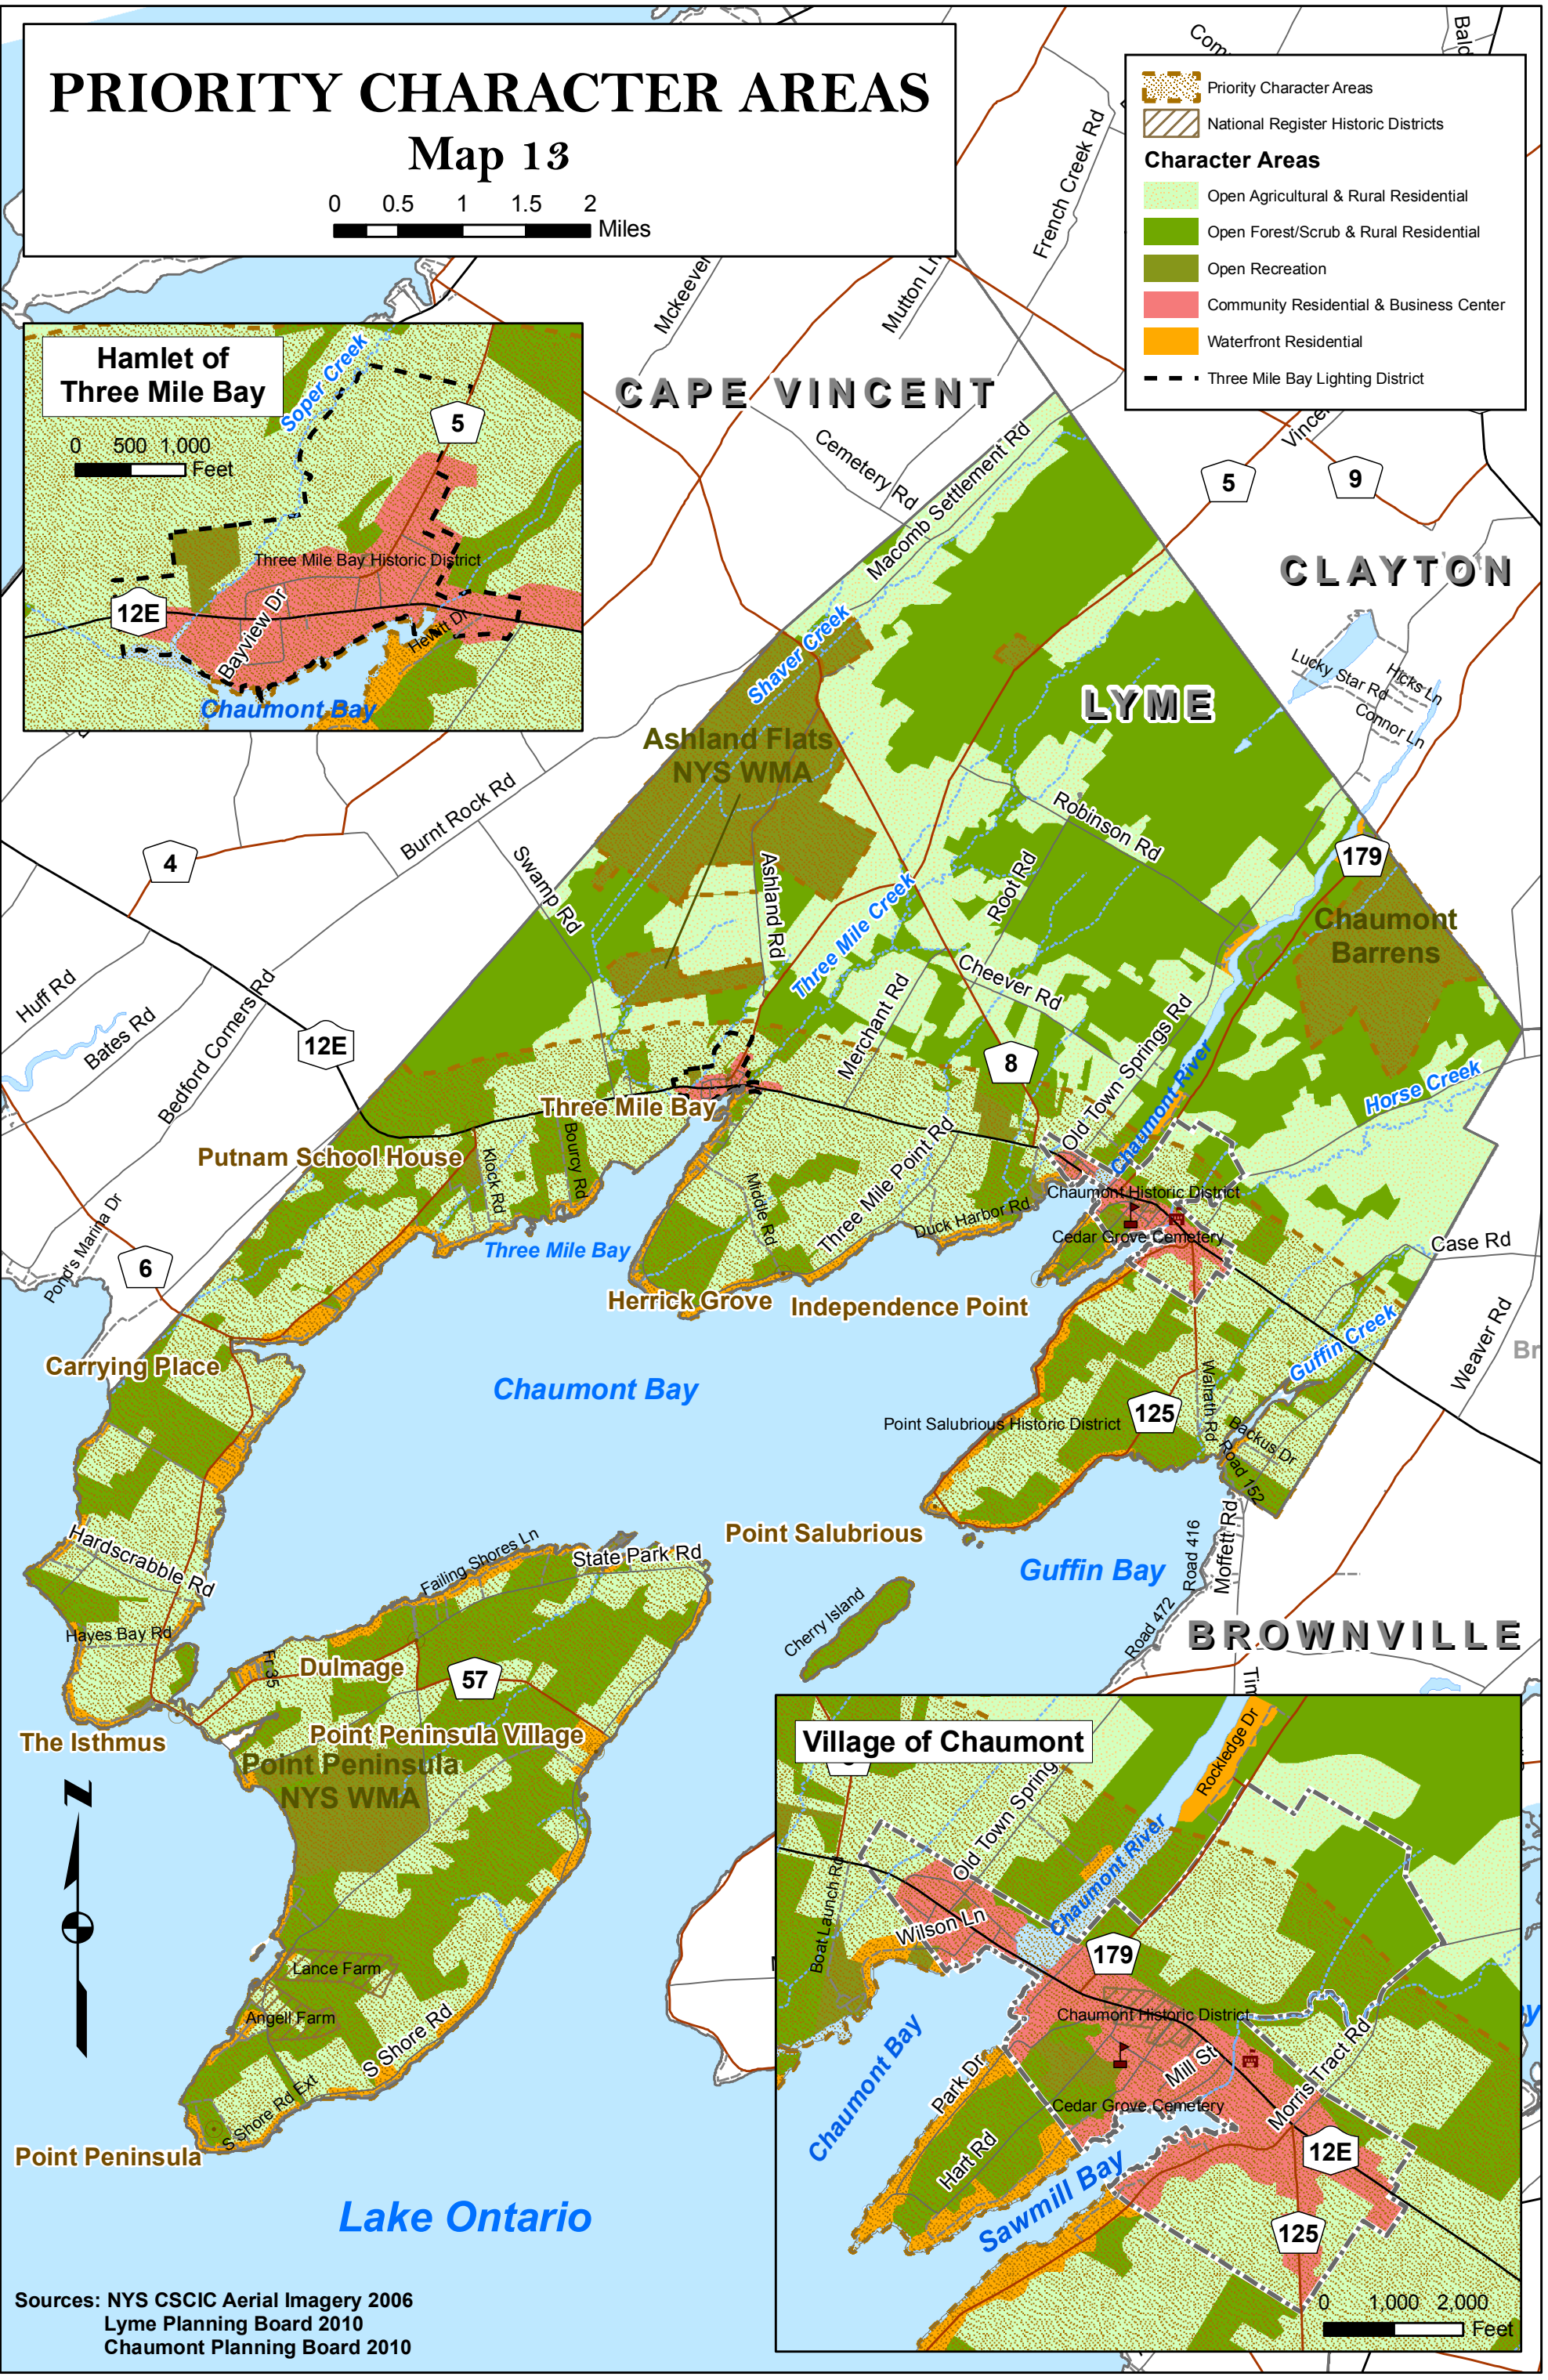 PRIORITY CHARACTER AREAS
Map 13
0 0.5 1 1.5 2
Miles
Priority Character Areas
National Register Historic Districts
Character Areas
Open Agricultural & Rural Residential
Open Forest/Scrub & Rural Residential
Open Recreation
Community Residential & Business Center
Waterfront Residential
Three Mile Bay Lighting District
Hamlet of
Three Mile Bay
0 500 1,000
Feet
Soper Creek
5
Three Mile Bay Historic District
12E
Bayview Dr
Hewitt Dr
Chaumont Bay
French Creek Rd
Mckeever
Mutton Ln
CAPE VINCENT
Cemetery Rd
Macomb Settlement Rd
5
9
CLAYTON
Lucky Star Rd
Hicks Ln
Connor Ln
Shaver Creek
LYME
Ashland Flats
NYS WMA
Burnt Rock Rd
4
Swamp Rd
Ashland Rd
Robinson Rd
Root Rd
179
Three Mile Creek
Chaumont
Barrens
Huff Rd
Bates Rd
Bedford Corners Rd
12E
Merchant Rd
Cheever Rd
8
Old Town Springs Rd
Chaumont River
Horse Creek
Three Mile Bay
Putnam School House
Klock Rd
Bourcy Rd
Middle Rd
Three Mile Point Rd
Duck Harbor Rd
Chaumont Historic District
Cedar Grove Cemetery
Case Rd
Pond's Marina Dr
6
Three Mile Bay
Herrick Grove
Independence Point
Guffin Creek
Weaver Rd
Br
Carrying Place
Chaumont Bay
Walrath Rd
125
Point Salubrious Historic District
Backus Dr
Road 152
Point Salubrious
Moffett Rd
Road 416
Guffin Bay
Road 472
Hardscrabble Rd
Failing Shores Ln
State Park Rd
Cherry Island
Hayes Bay Rd
Fr 35
Dulmage
57
BROWNVILLE
The Isthmus
Point Peninsula Village
Point Peninsula
NYS WMA
N
Lance Farm
Angell Farm
S Shore Rd
S Shore Rd Ext
Point Peninsula
Lake Ontario
Village of Chaumont
Rockledge Dr
Old Town Spring
Chaumont River
Boat Launch Rd
Wilson Ln
179
Chaumont Historic District
Chaumont Bay
Park Dr
Mill St
Morris Tract Rd
Cedar Grove Cemetery
Hart Rd
12E
Sawmill Bay
125
0 1,000 2,000
Feet
Sources: NYS CSCIC Aerial Imagery 2006
Lyme Planning Board 2010
Chaumont Planning Board 2010